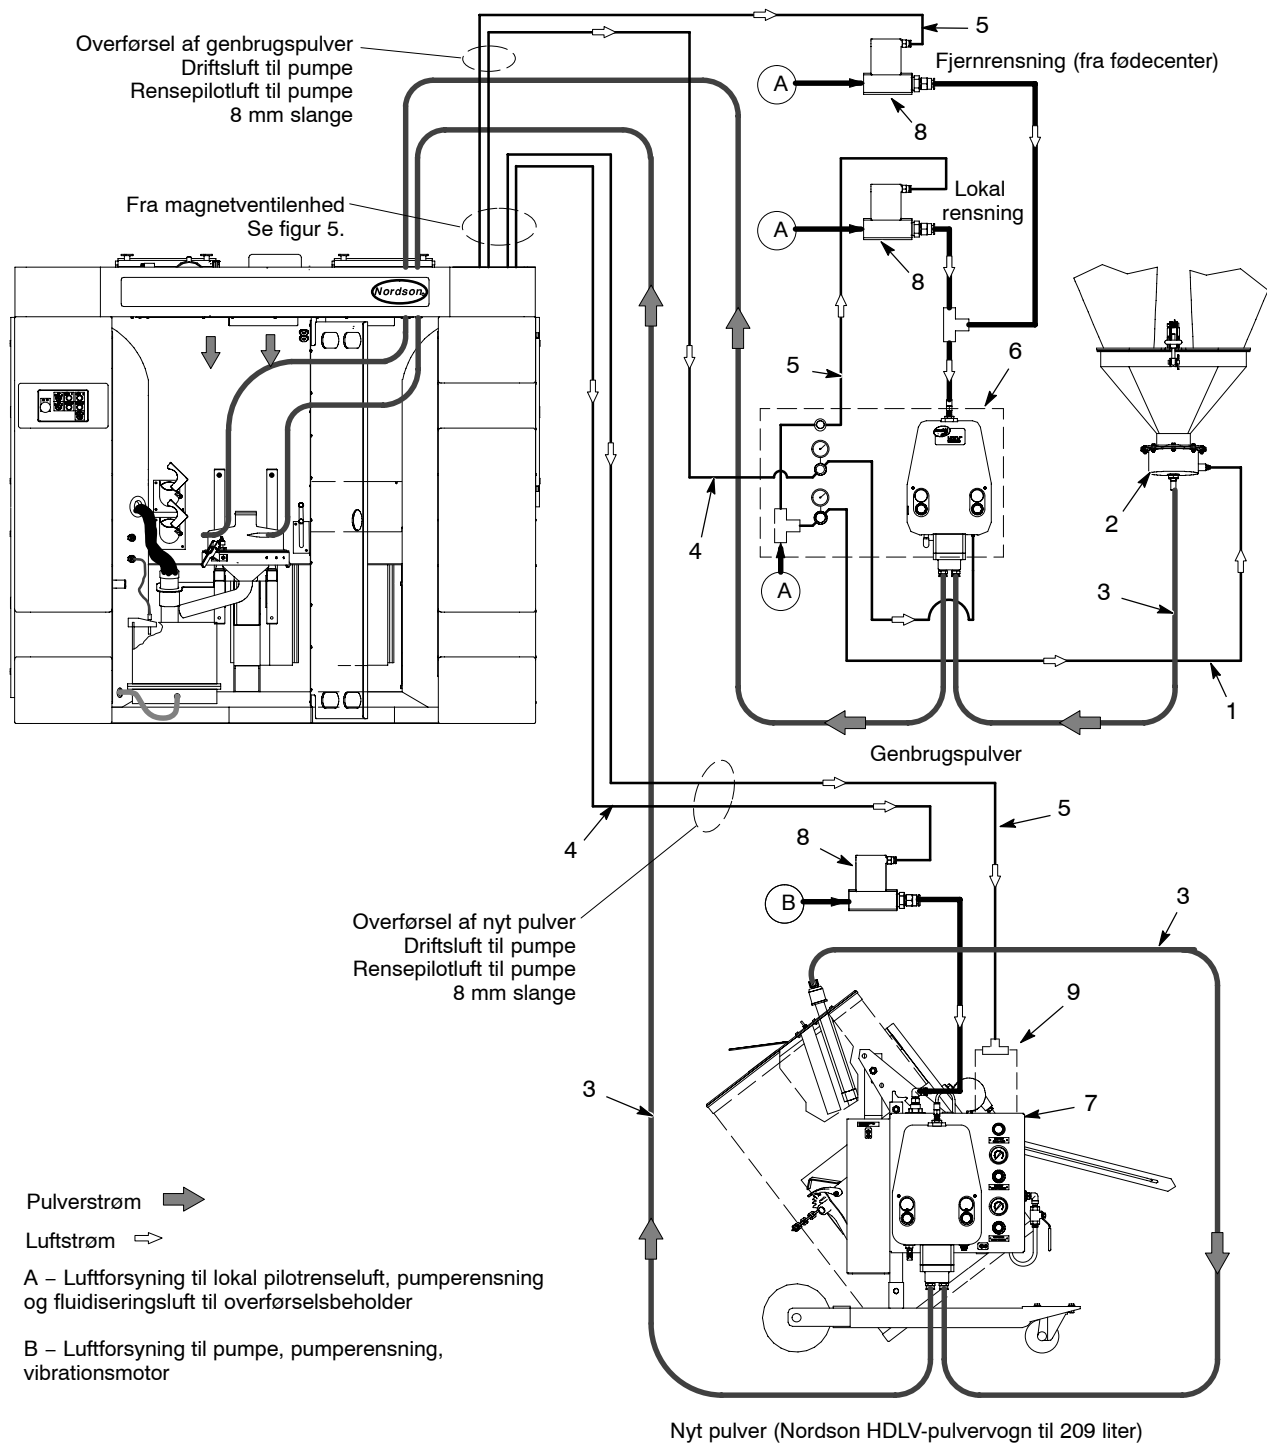 Overførsel af genbrugspulver
Driftsluft til pumpe
Rensepilotluft til pumpe
8 mm slange
5
Fjernrensning (fra fødecenter)
A
8
Fra magnetventilenhed
Se figur 5.
Lokal
rensning
A
8
Nordson
5
6
2
4
A
3
1
Genbrugspulver
4
5
8
B
Overførsel af nyt pulver
Driftsluft til pumpe
Rensepilotluft til pumpe
8 mm slange
3
9
3
7
Pulverstrøm
Luftstrøm
A – Luftforsyning til lokal pilotrenseluft, pumperensning
og fluidiseringsluft til overførselsbeholder
B – Luftforsyning til pumpe, pumperensning,
vibrationsmotor
Nyt pulver (Nordson HDLV-pulvervogn til 209 liter)